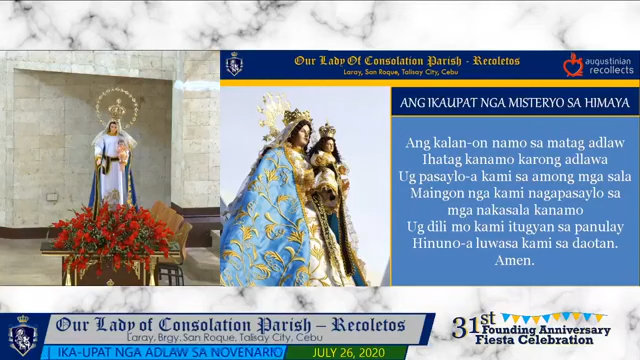 Our Lady Of Consolation Parish - Recoletos
Laray, San Roque, Talisay City, Cebu
augustinian
recollects
ANG IKAUPAT NGA MISTERYO SA HIMAYA
Ang kalan-on namo sa matag adlaw
Ihatag kanamo karong adlawa
Ug pasaylo-a kami sa among mga sala
Maingon nga kami nagapasaylo sa
mga nakasala kanamo
Ug dili mo kami itugyan sa panulay
Hinuno-a luwasa kami sa daotan.
Amen.
Our Lady of Consolation Parish – Recoletos
Laray, Brgy. San Roque, Talisay City, Cebu
IKA-UPAT NGA ADLAW SA NOVENARIO
JULY 26, 2020
31st
Founding Anniversary
Fiesta Celebration